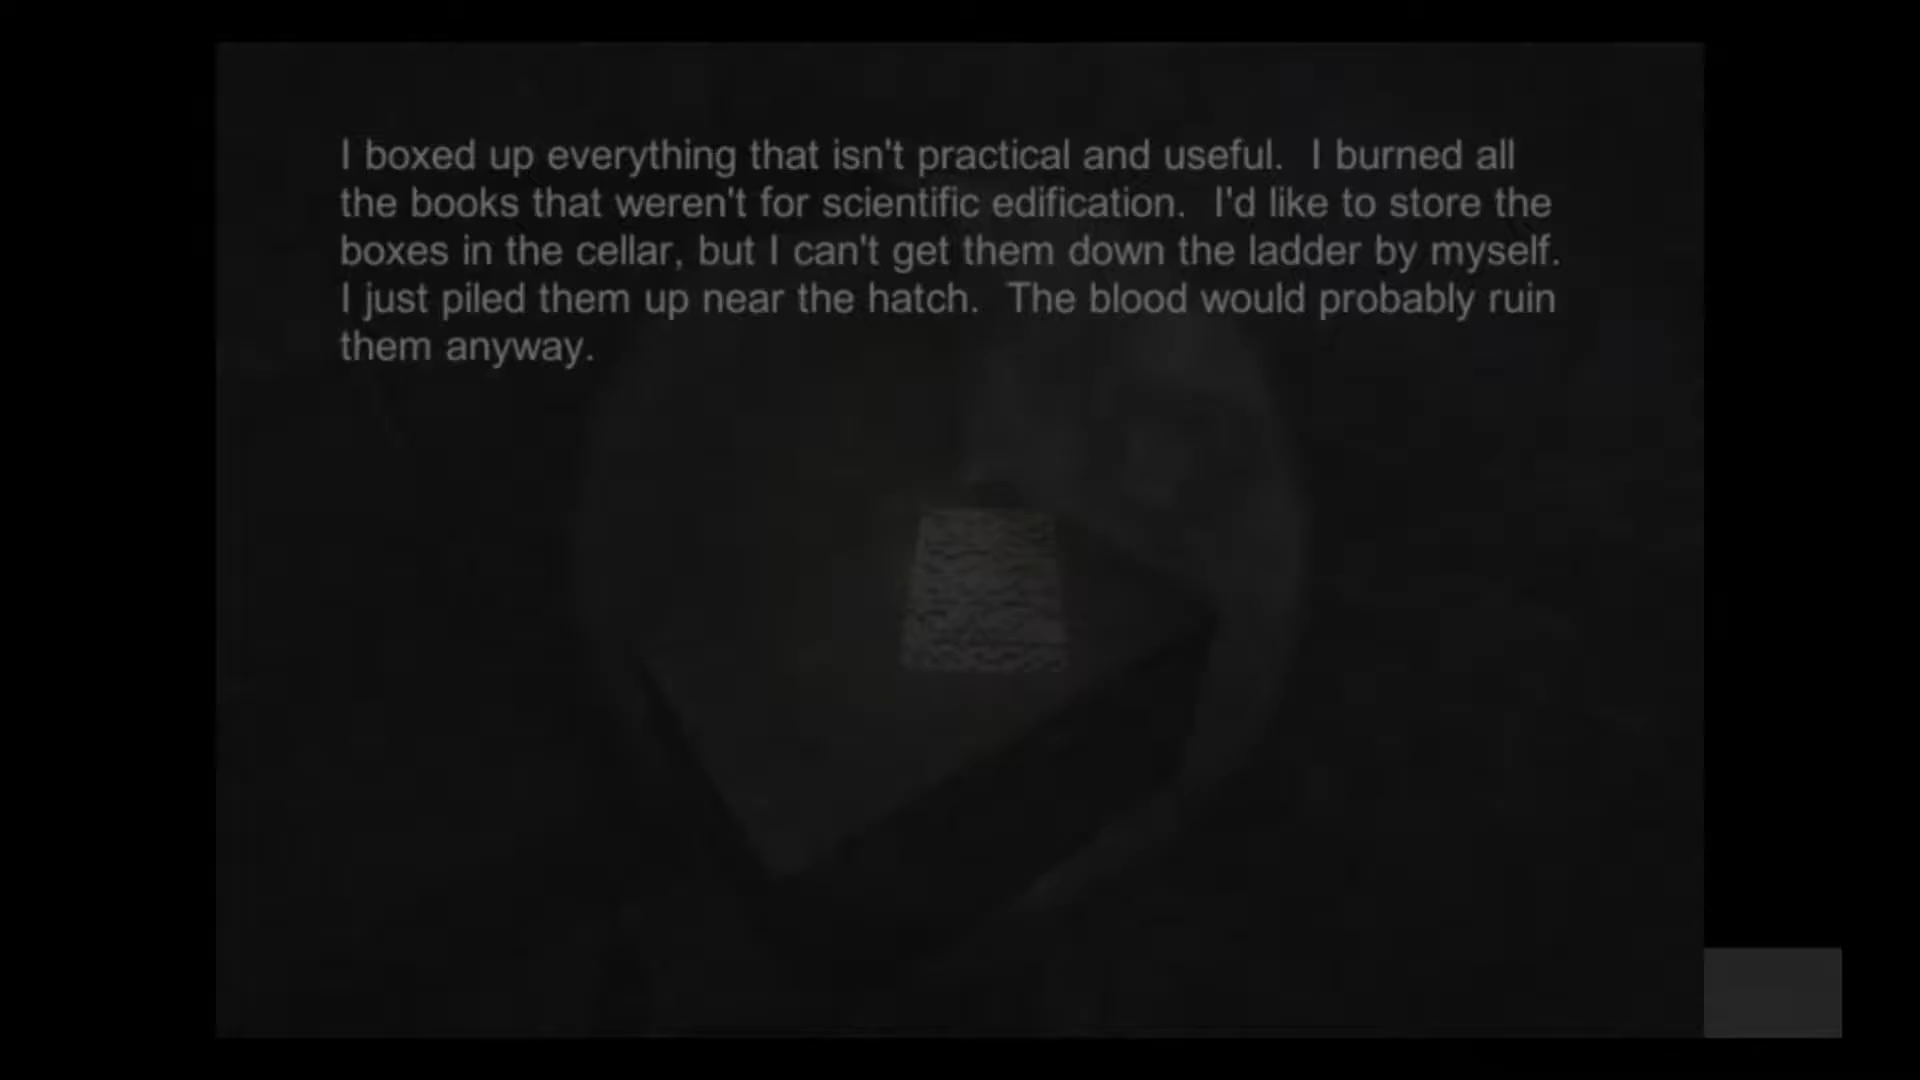 I boxed up everything that isn't practical and useful.  I burned all
the books that weren't for scientific edification.  I'd like to store the
boxes in the cellar, but I can't get them down the ladder by myself.
I just piled them up near the hatch.  The blood would probably ruin
them anyway.